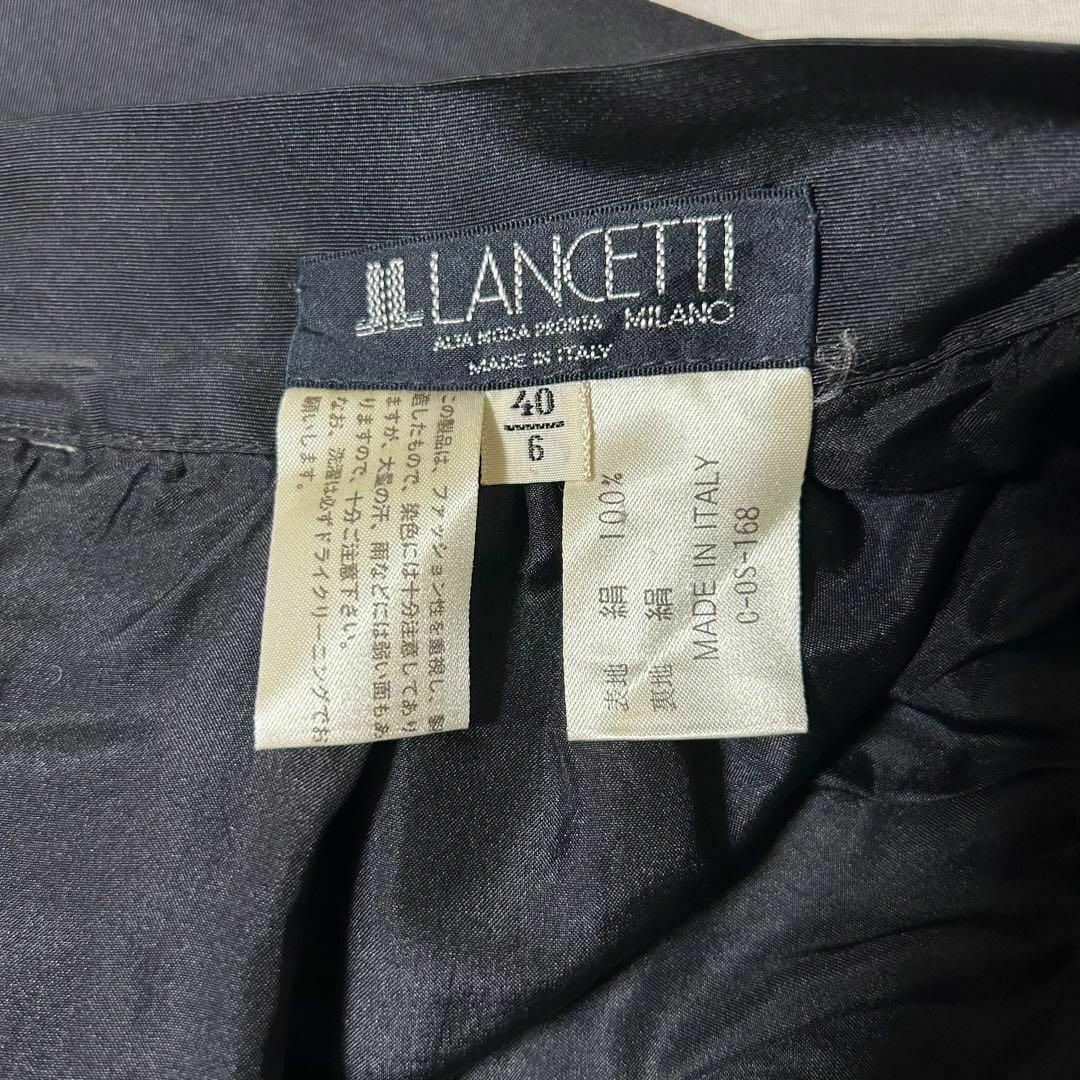 LANCETTI
ALTA MODA PRONTA MILANO
MADE IN ITALY
40
6
この製品は、ファッション性を重視し、製
造したもので、染色には十分注意しており
ますが、大量の汗、雨などには弱い面もあ
りますので、十分ご注意下さい。
なお、洗濯は必ずドライクリーニングでお
願いします。
表地 絹 100%
裏地 絹
MADE IN ITALY
C-OS-168